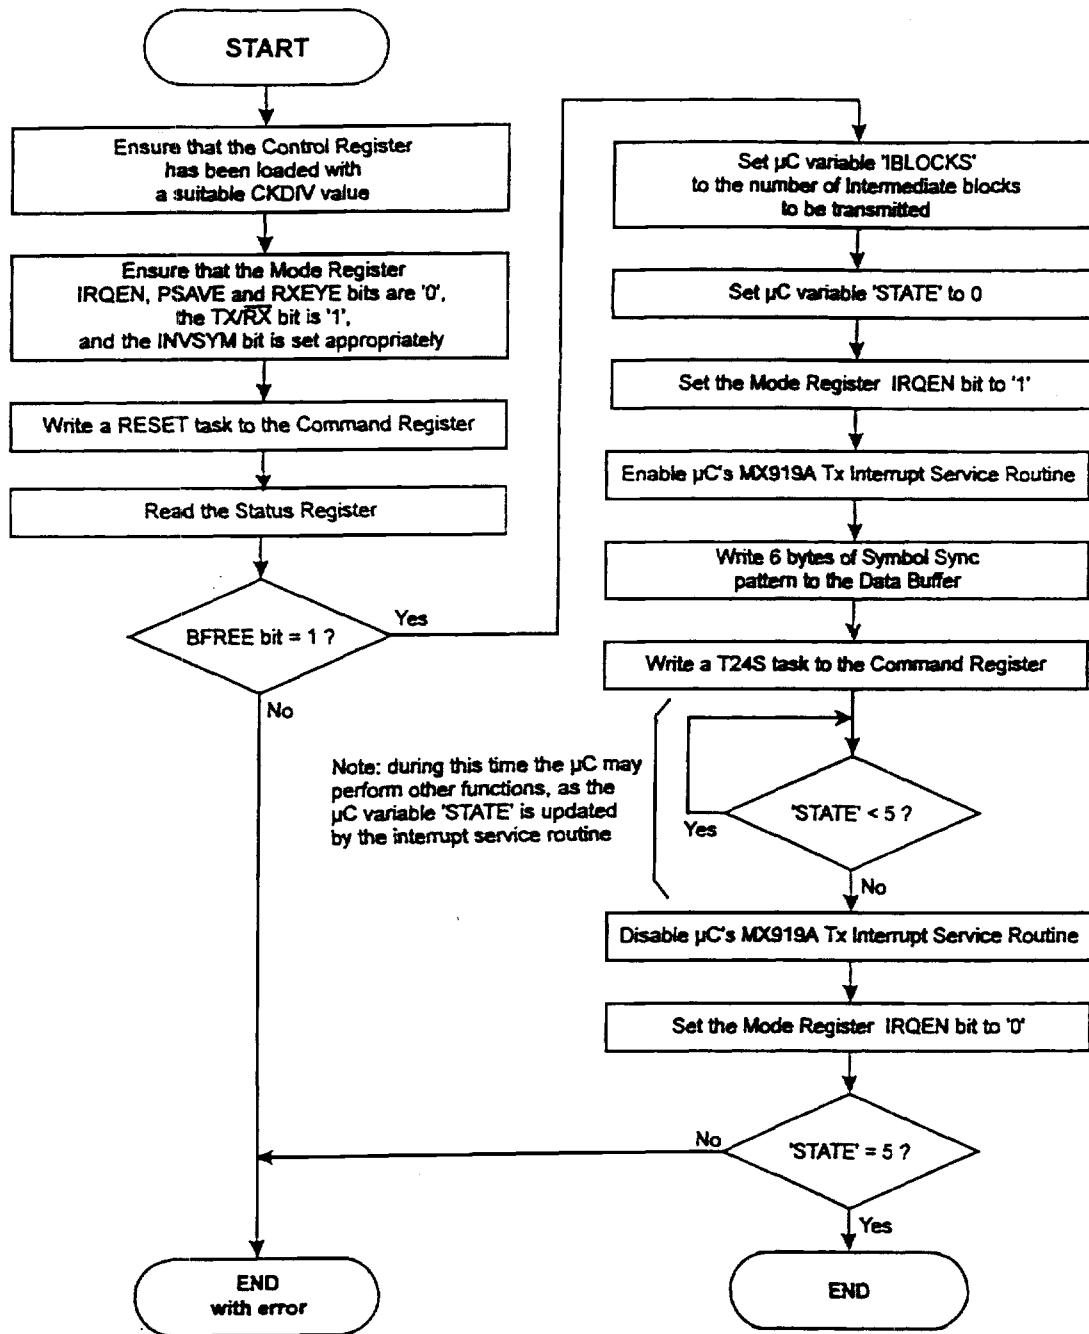 START
Ensure that the Control Register
has been loaded with
a suitable CKDIV value
Ensure that the Mode Register
IRQEN, PSAVE and RXEYE bits are '0',
the TX/R̅X̅ bit is '1',
and the INVSYM bit is set appropriately
Write a RESET task to the Command Register
Read the Status Register
BFREE bit = 1 ?
Yes
No
Set µC variable 'IBLOCKS'
to the number of Intermediate blocks
to be transmitted
Set µC variable 'STATE' to 0
Set the Mode Register IRQEN bit to '1'
Enable µC's MX919A Tx Interrupt Service Routine
Write 6 bytes of Symbol Sync
pattern to the Data Buffer
Write a T24S task to the Command Register
Note: during this time the µC may
perform other functions, as the
µC variable 'STATE' is updated
by the interrupt service routine
'STATE' < 5 ?
Yes
No
Disable µC's MX919A Tx Interrupt Service Routine
Set the Mode Register IRQEN bit to '0'
'STATE' = 5 ?
No
Yes
END
with error
END